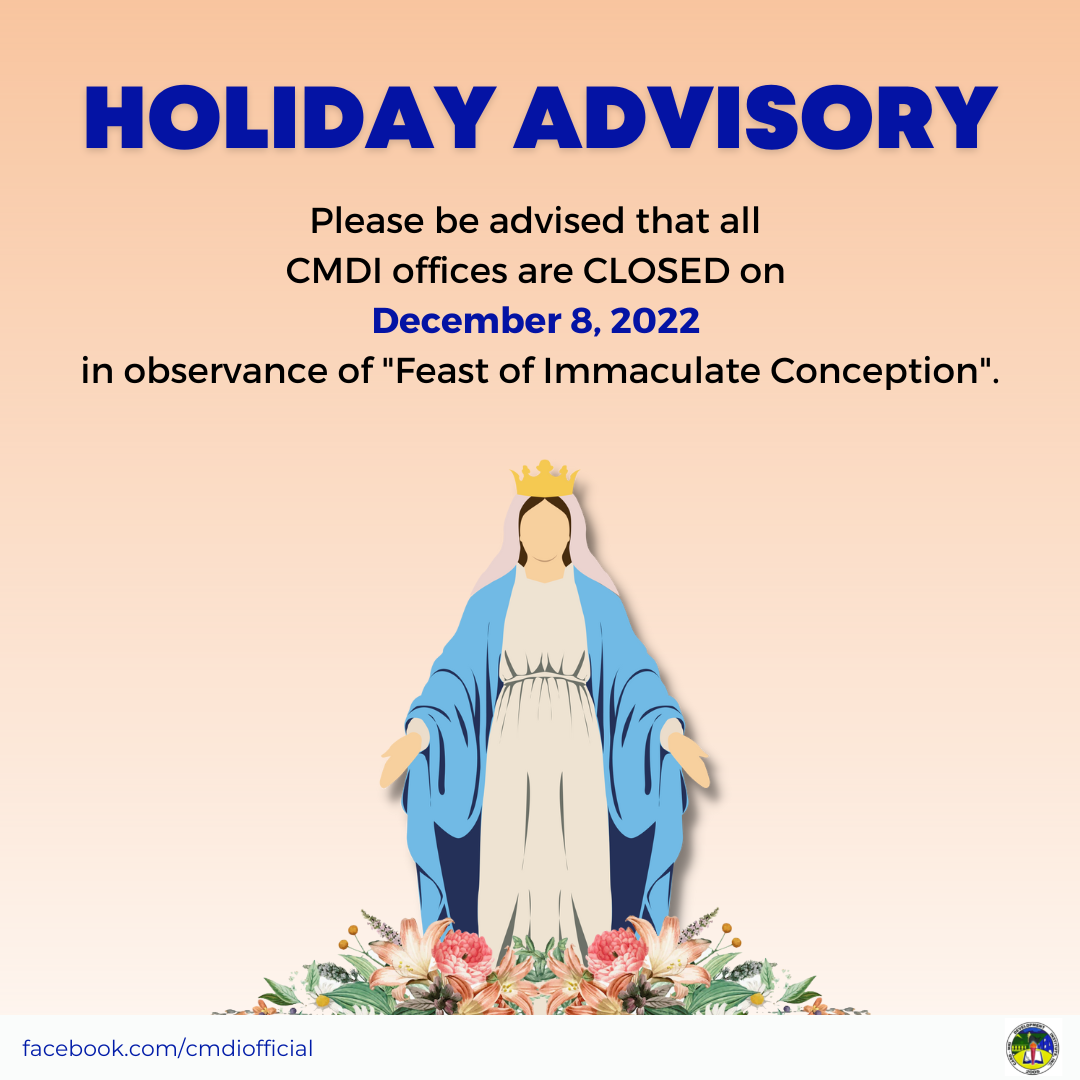 HOLIDAY ADVISORY
Please be advised that all
CMDI offices are CLOSED on
December 8, 2022
in observance of "Feast of Immaculate Conception".
facebook.com/cmdiofficial
DEVELOPMENT